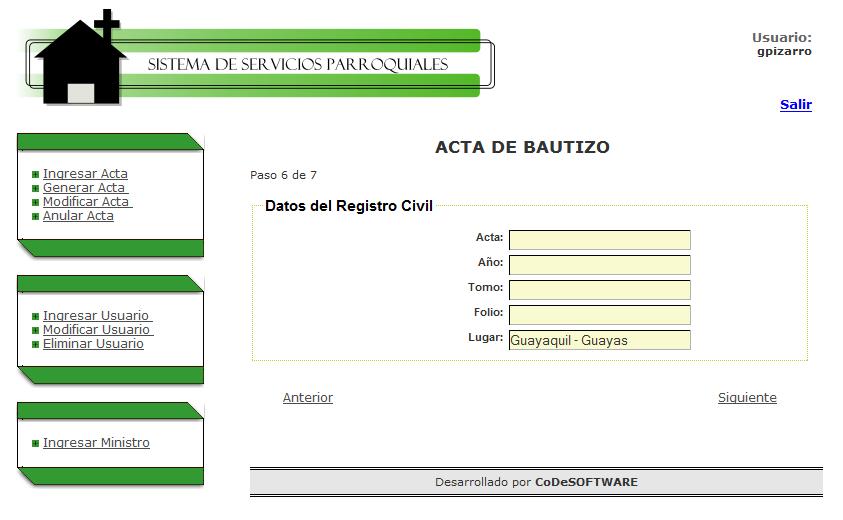 SISTEMA DE SERVICIOS PARROQUIALES
Usuario:
gpizarro
Salir
Ingresar Acta
Generar Acta
Modificar Acta
Anular Acta
Ingresar Usuario
Modificar Usuario
Eliminar Usuario
Ingresar Ministro
ACTA DE BAUTIZO
Paso 6 de 7
Datos del Registro Civil
Acta:
Año:
Tomo:
Folio:
Lugar: Guayaquil - Guayas
Anterior Siguiente
Desarrollado por CoDeSOFTWARE